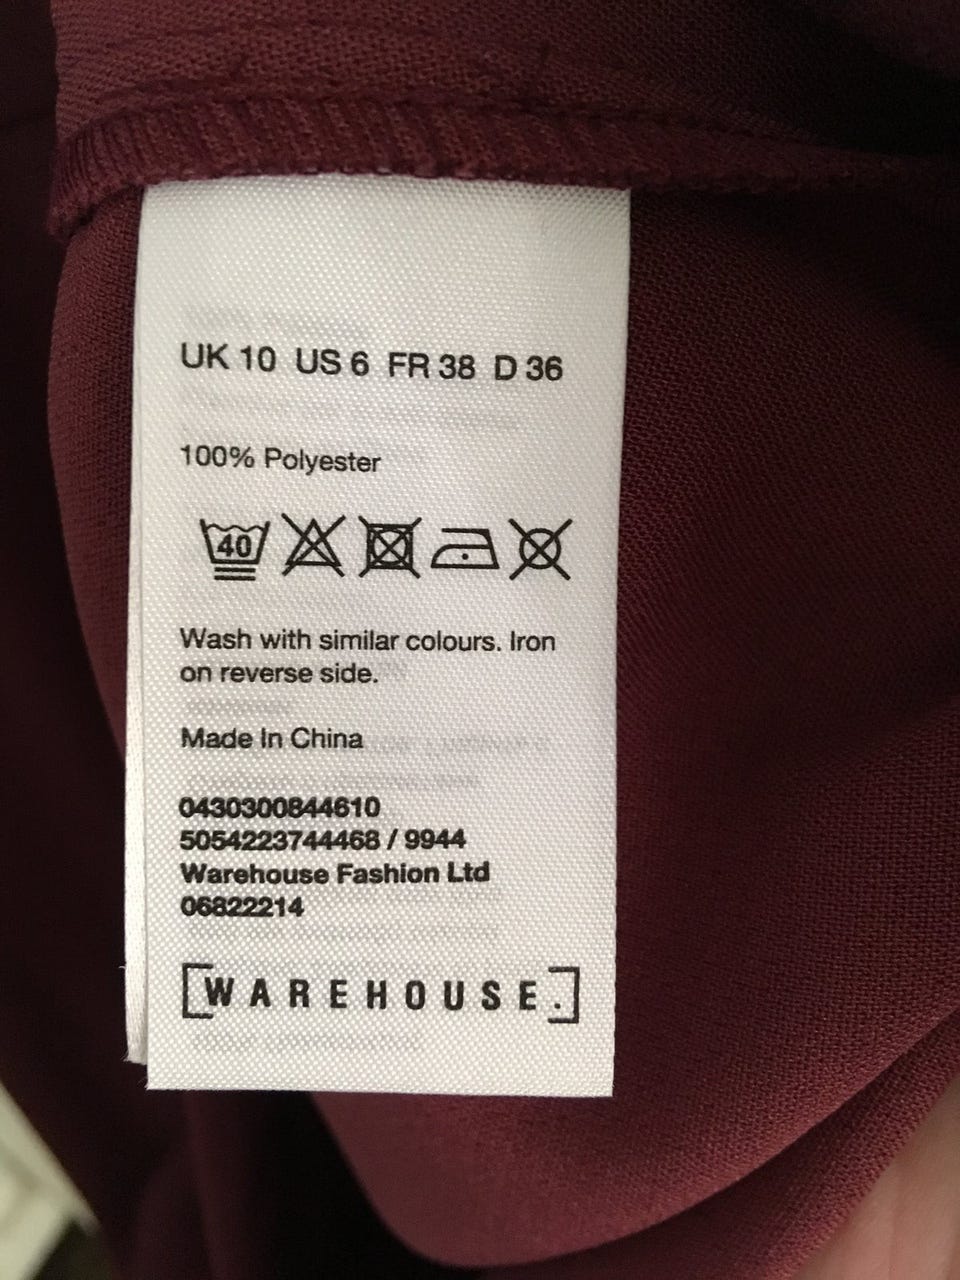 UK 10 US 6 FR 38 D 36
100% Polyester
40
Wash with similar colours. Iron
on reverse side.
Made In China
0430300844610
5054223744468 / 9944
Warehouse Fashion Ltd
06822214
[WAREHOUSE.]